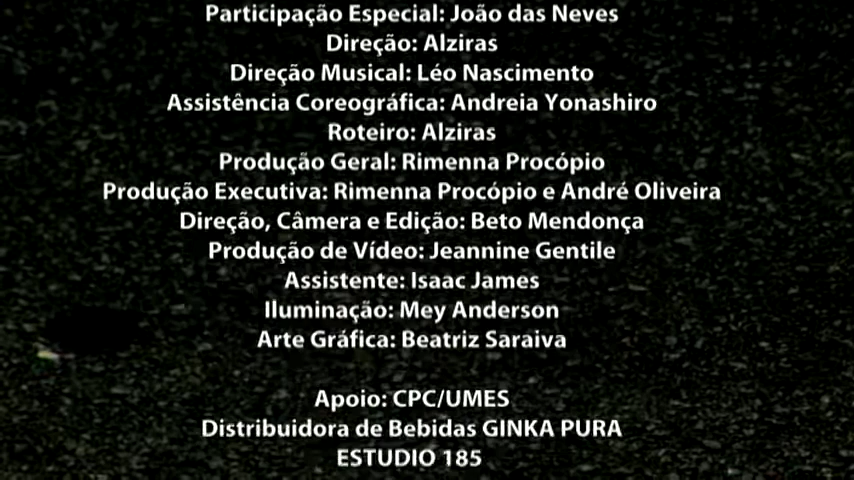 Participação Especial: João das Neves
Direção: Alziras
Direção Musical: Léo Nascimento
Assistência Coreográfica: Andreia Yonashiro
Roteiro: Alziras
Produção Geral: Rimenna Procópio
Produção Executiva: Rimenna Procópio e André Oliveira
Direção, Câmera e Edição: Beto Mendonça
Produção de Vídeo: Jeannine Gentile
Assistente: Isaac James
Iluminação: Mey Anderson
Arte Gráfica: Beatriz Saraiva
Apoio: CPC/UMES
Distribuidora de Bebidas GINKA PURA
ESTUDIO 185